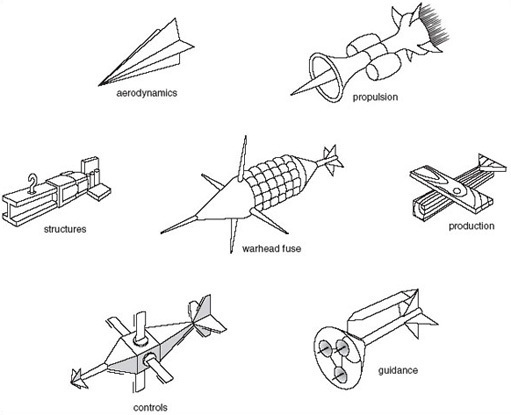 aerodynamics
propulsion
structures
warhead fuse
production
controls
guidance